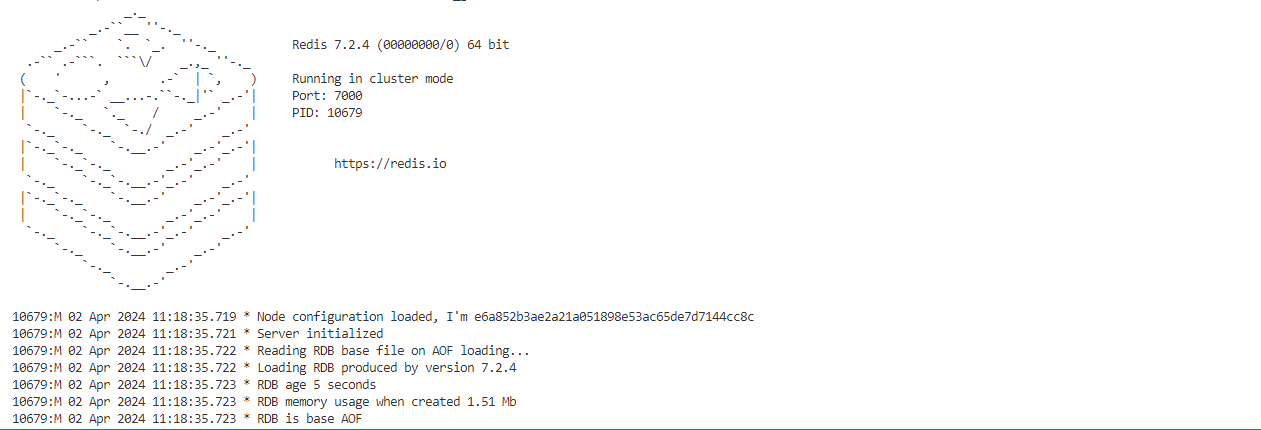 Redis 7.2.4 (00000000/0) 64 bit
Running in cluster mode
Port: 7000
PID: 10679
https://redis.io
10679:M 02 Apr 2024 11:18:35.719 * Node configuration loaded, I'm e6a852b3ae2a21a051898e53ac65de7d7144cc8c
10679:M 02 Apr 2024 11:18:35.721 * Server initialized
10679:M 02 Apr 2024 11:18:35.722 * Reading RDB base file on AOF loading...
10679:M 02 Apr 2024 11:18:35.722 * Loading RDB produced by version 7.2.4
10679:M 02 Apr 2024 11:18:35.723 * RDB age 5 seconds
10679:M 02 Apr 2024 11:18:35.723 * RDB memory usage when created 1.51 Mb
10679:M 02 Apr 2024 11:18:35.723 * RDB is base AOF